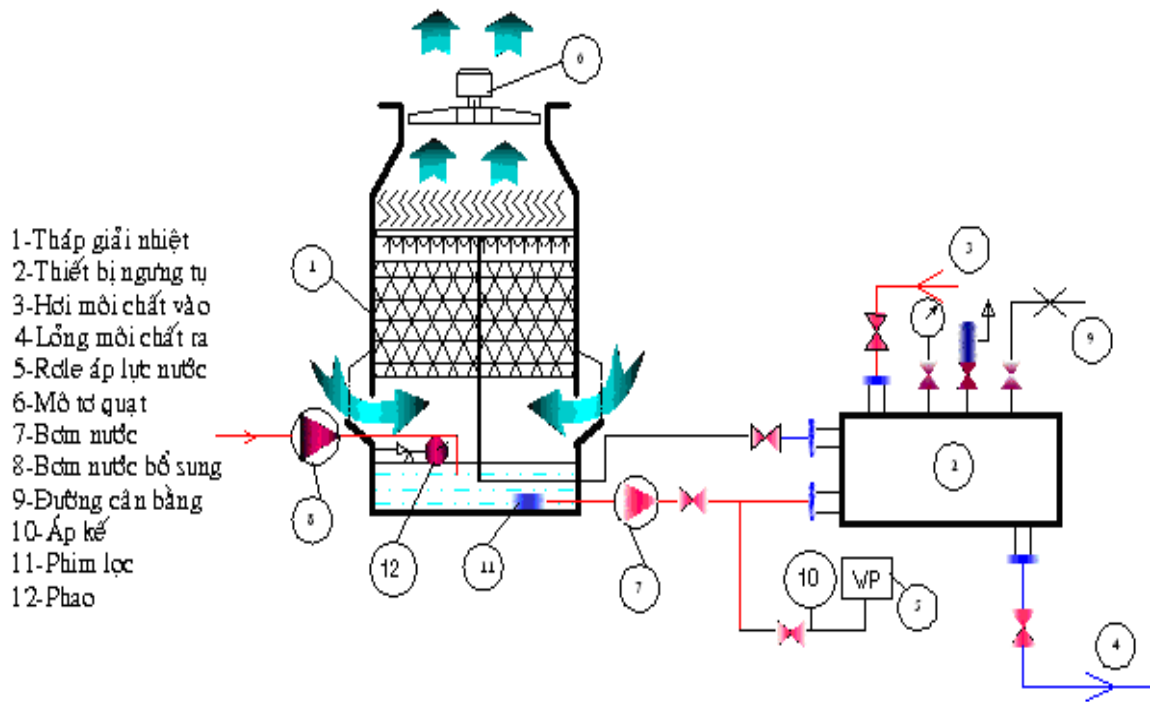 1-Tháp giải nhiệt
2-Thiết bị ngưng tụ
3-Hơi môi chất vào
4-Lỏng môi chất ra
5-Rơle áp lực nước
6-Mô tơ quạt
7-Bơm nước
8-Bơm nước bổ sung
9-Đường cân bằng
10-Áp kế
11-Phim lọc
12-Phao
6
1
3
9
2
8
12
11
7
10
WP
5
4